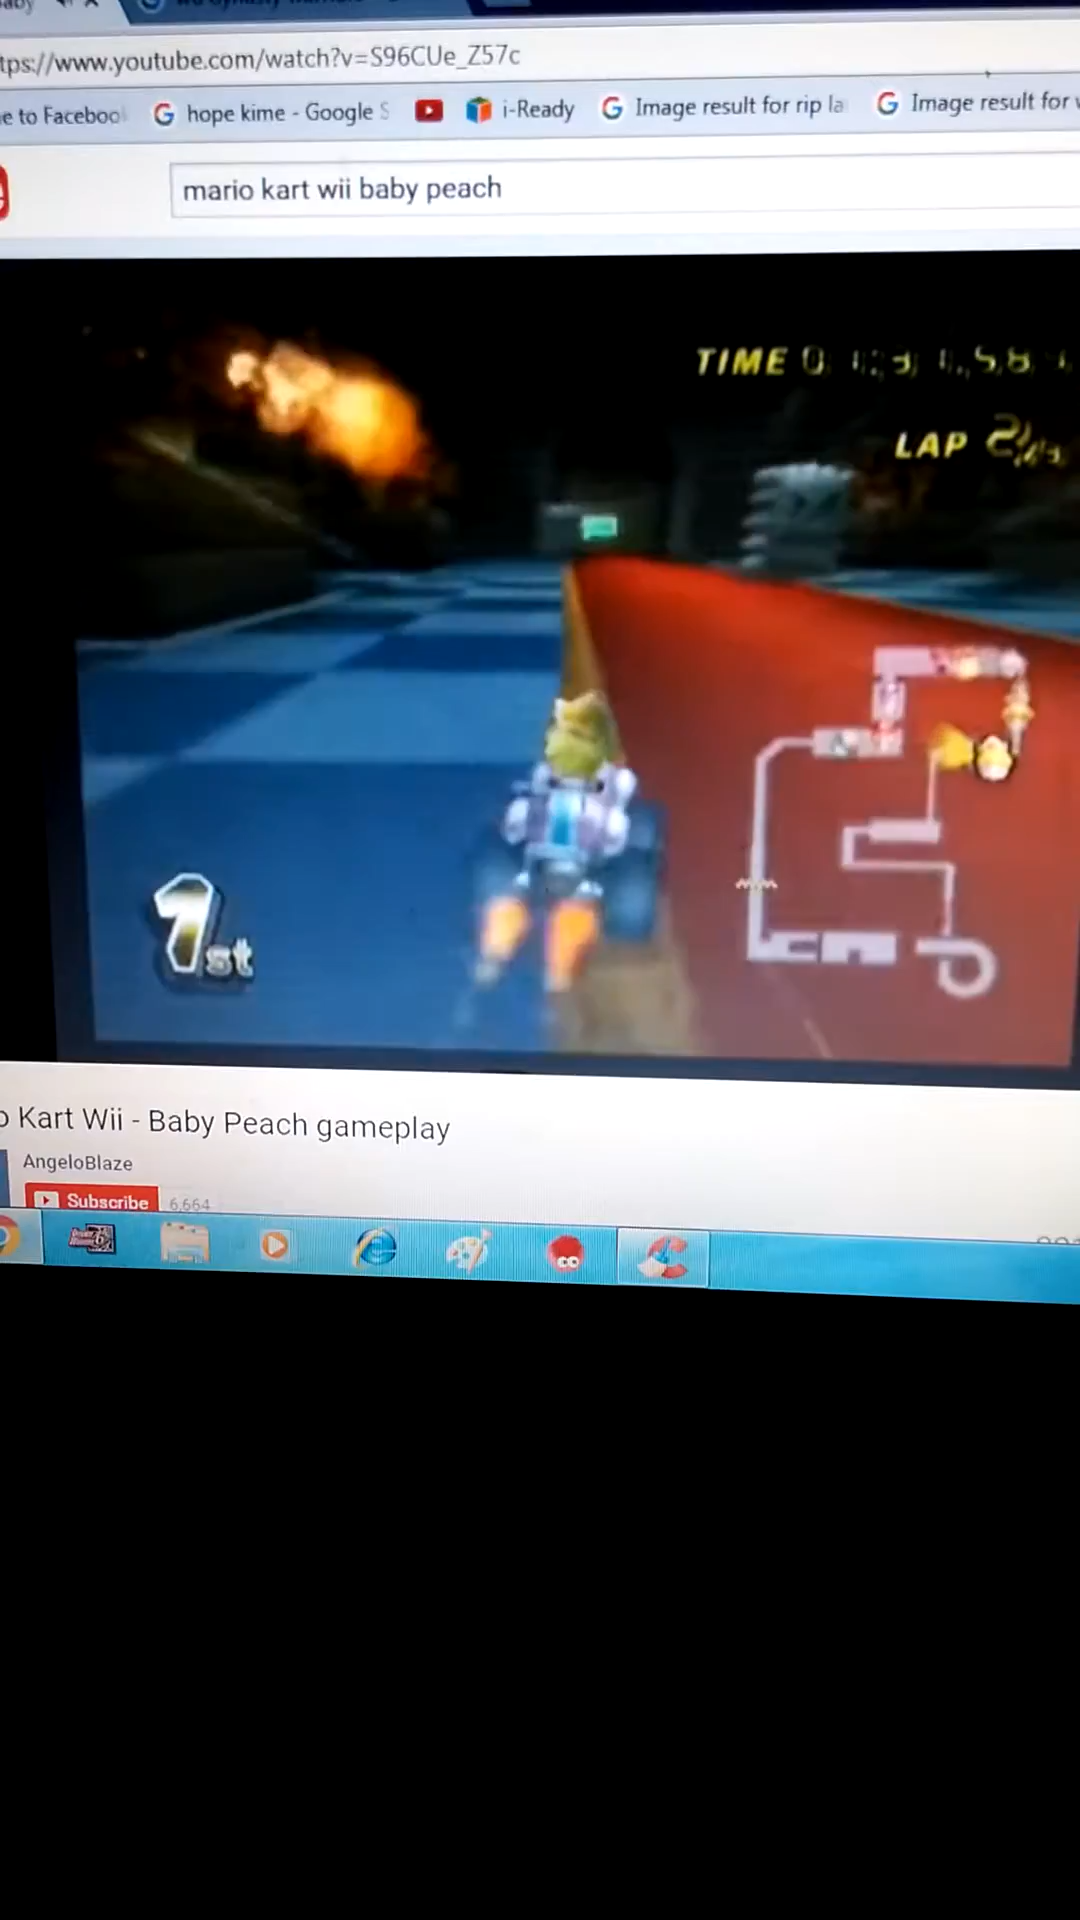 tps://www.youtube.com/watch?v=S96CUe_Z57c
e to Faceboo
hope kime - Google S
i-Ready
Image result for rip la
Image result for
mario kart wii baby peach
TIME
LAP 2/
1st
o Kart Wii - Baby Peach gameplay
AngeloBlaze
Subscribe 6,664